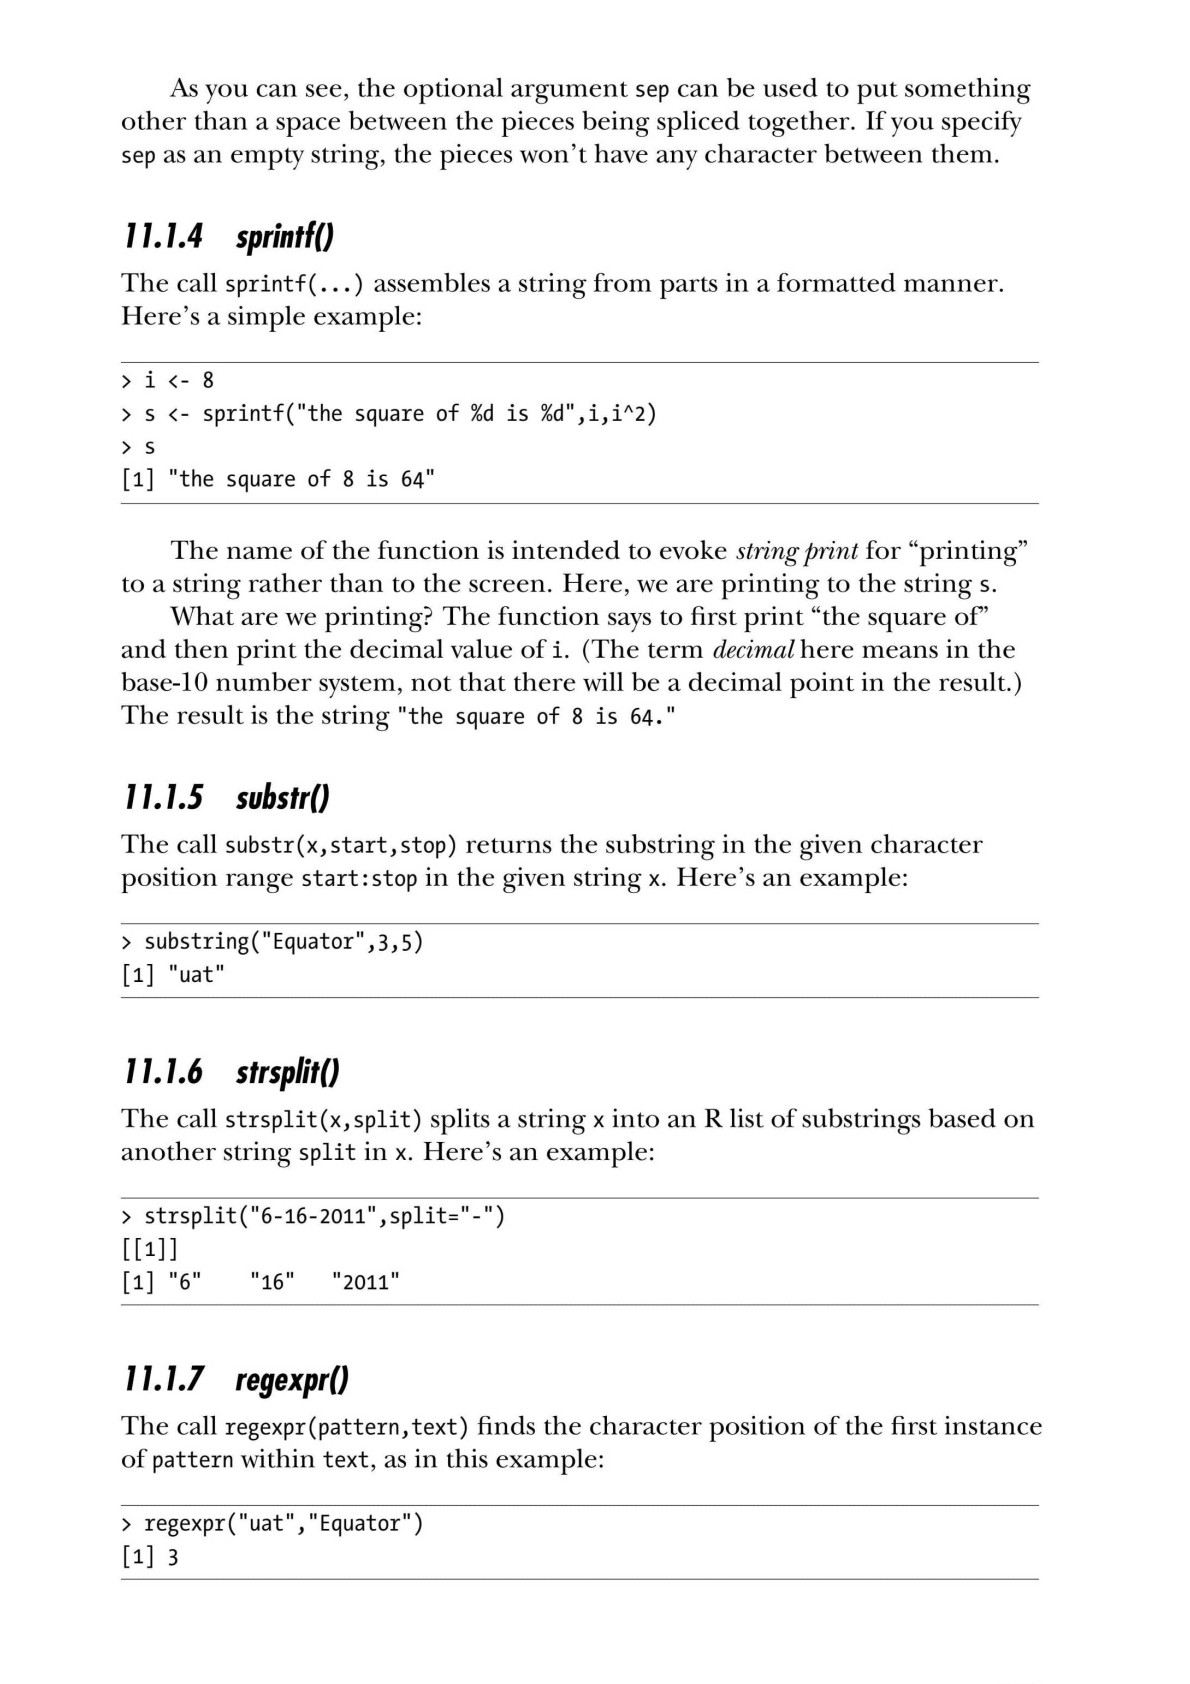 As you can see, the optional argument sep can be used to put something
other than a space between the pieces being spliced together. If you specify
sep as an empty string, the pieces won’t have any character between them.
11.1.4 sprintf()
The call sprintf(...) assembles a string from parts in a formatted manner.
Here’s a simple example:
> i <- 8
> s <- sprintf("the square of %d is %d",i,i^2)
> s
[1] "the square of 8 is 64"
The name of the function is intended to evoke string print for “printing”
to a string rather than to the screen. Here, we are printing to the string s.
What are we printing? The function says to first print “the square of”
and then print the decimal value of i. (The term decimal here means in the
base-10 number system, not that there will be a decimal point in the result.)
The result is the string "the square of 8 is 64."
11.1.5 substr()
The call substr(x,start,stop) returns the substring in the given character
position range start:stop in the given string x. Here’s an example:
> substring("Equator",3,5)
[1] "uat"
11.1.6 strsplit()
The call strsplit(x,split) splits a string x into an R list of substrings based on
another string split in x. Here’s an example:
> strsplit("6-16-2011",split="-")
[[1]]
[1] "6" "16" "2011"
11.1.7 regexpr()
The call regexpr(pattern,text) finds the character position of the first instance
of pattern within text, as in this example:
> regexpr("uat","Equator")
[1] 3